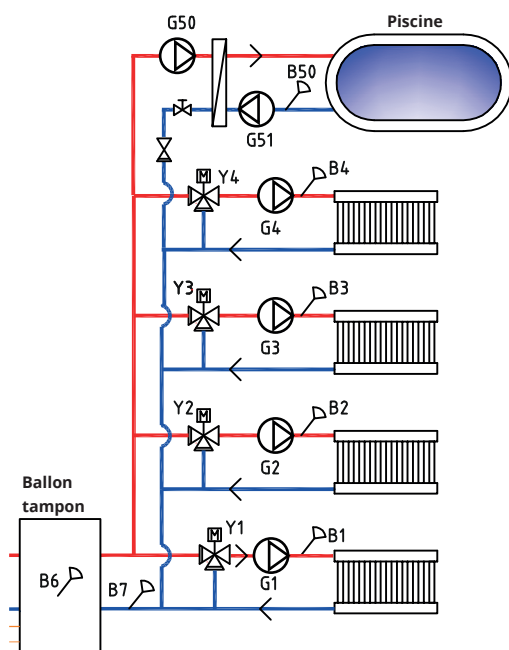 Piscine
G50
B50
G51
Y4
B4
G4
M
Y3
B3
G3
M
Y2
B2
G2
M
Ballon
tampon
Y1
B1
G1
M
B6
B7